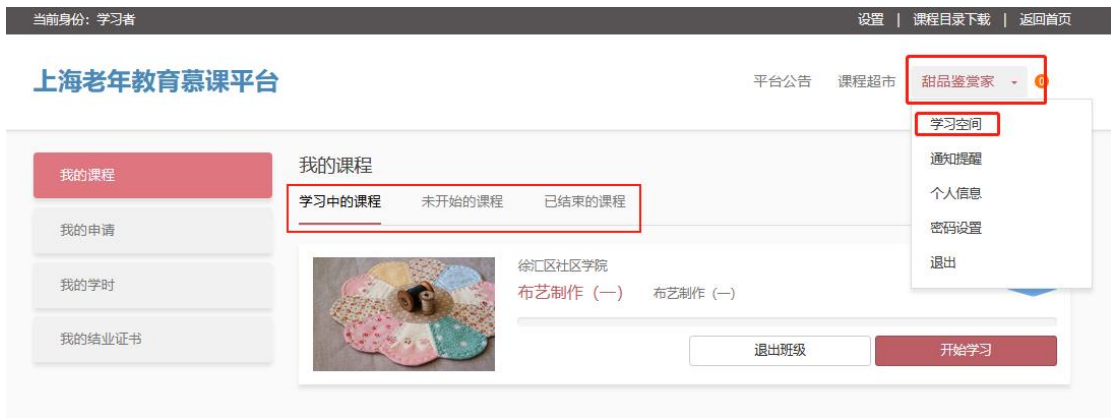 当前身份：学习者
设置 | 课程目录下载 | 返回首页
上海老年教育慕课平台
平台公告 课程超市 甜品鉴赏家 0
学习空间
通知提醒
个人信息
密码设置
退出
我的课程
我的申请
我的学时
我的结业证书
我的课程
学习中的课程 未开始的课程 已结束的课程
徐汇区社区学院
布艺制作（一） 布艺制作（一）
退出班级 开始学习